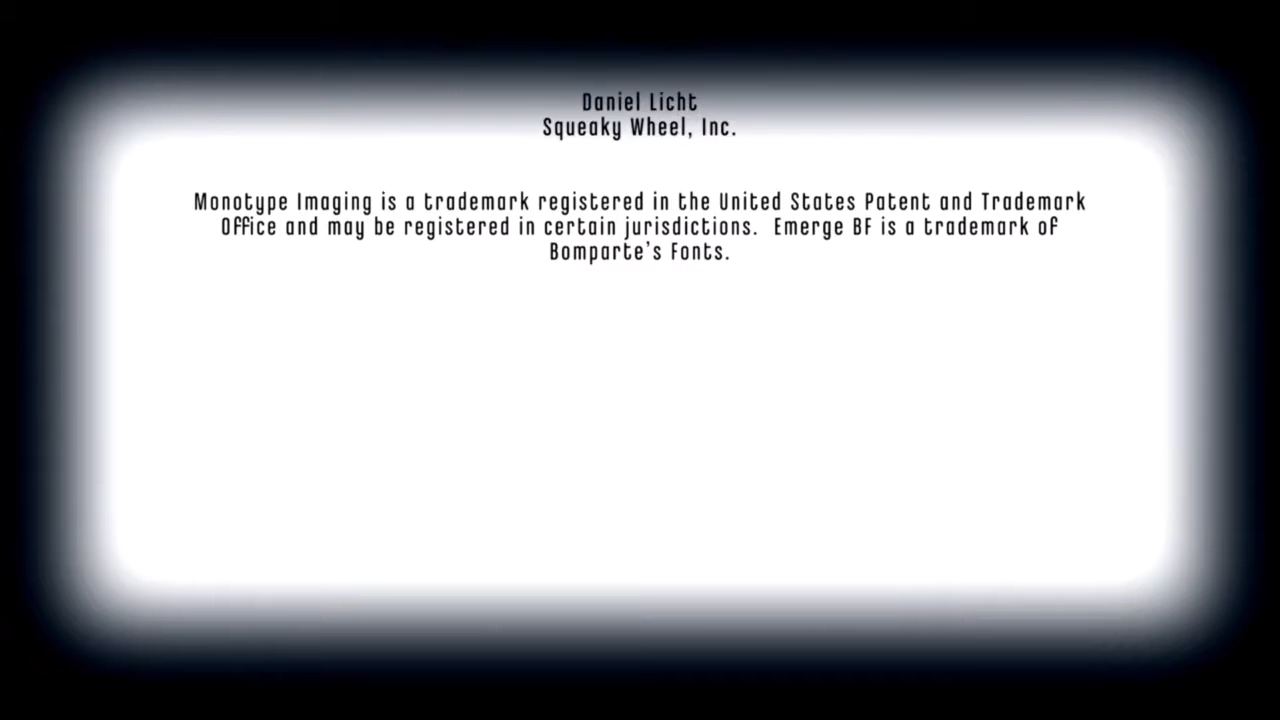 Daniel Licht
Squeaky Wheel, Inc.
Monotype Imaging is a trademark registered in the United States Patent and Trademark
Office and may be registered in certain jurisdictions.  Emerge BF is a trademark of
Bomparte's Fonts.